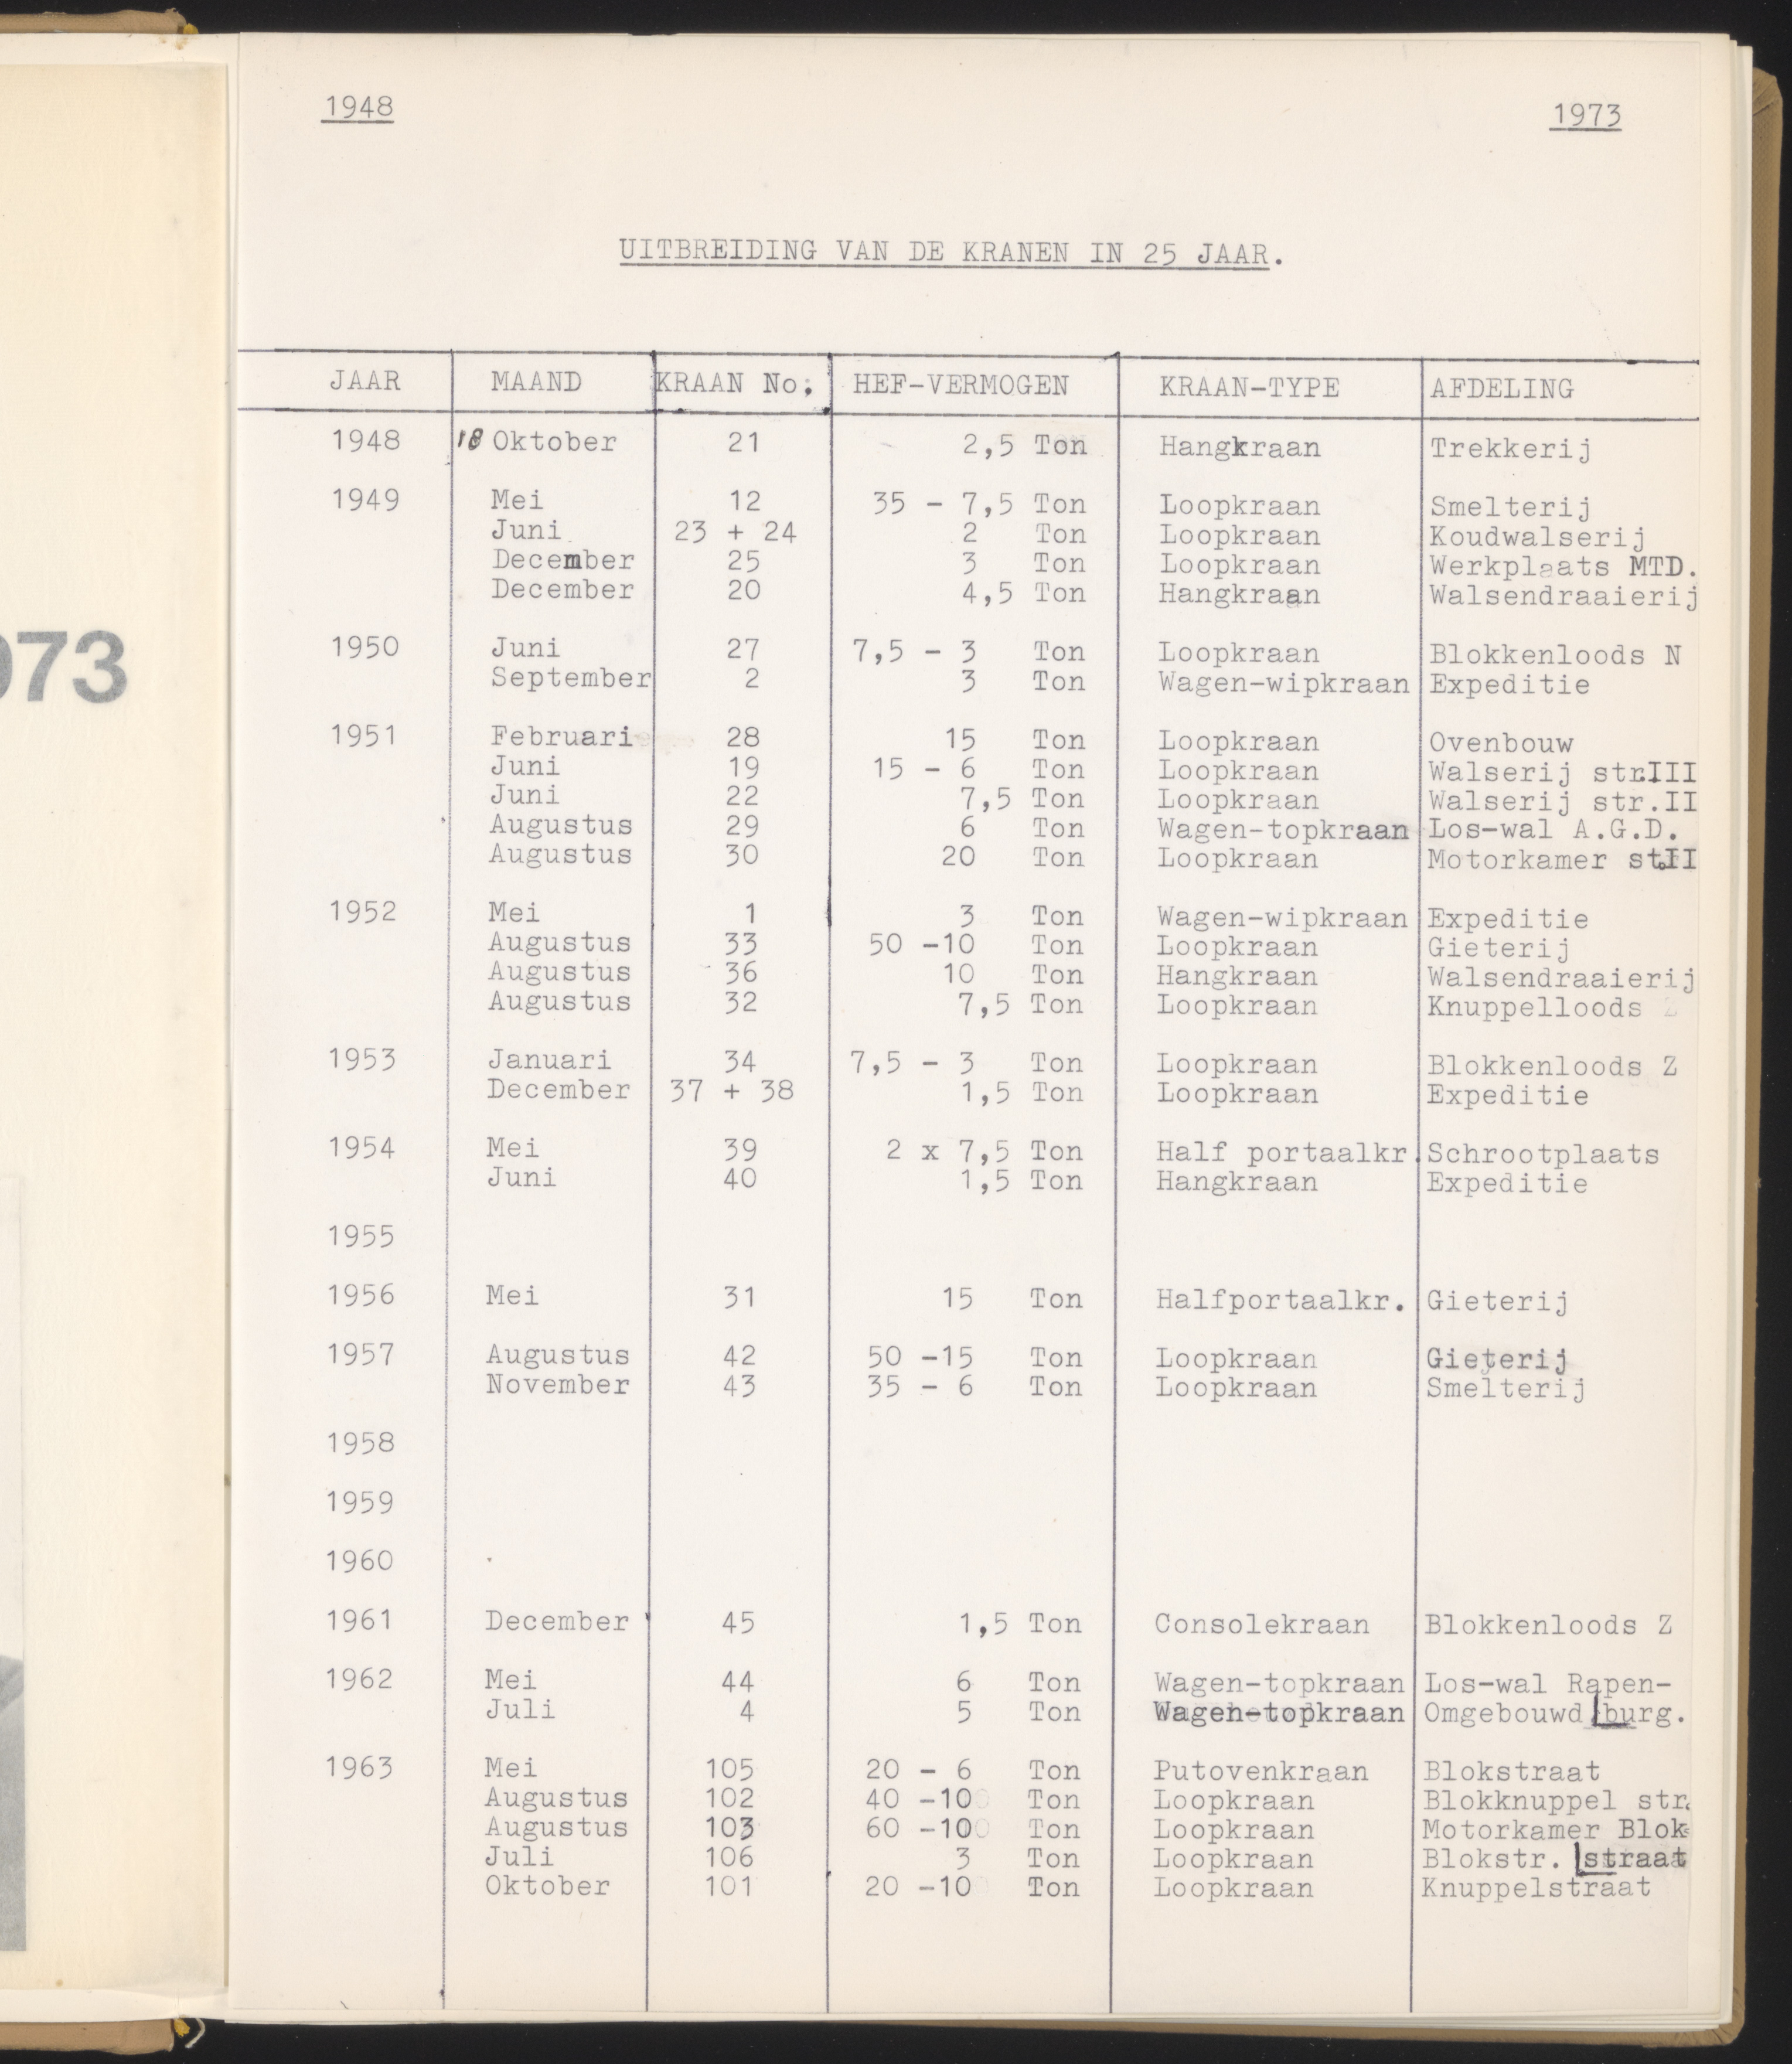 1948 1973
UITBREIDING VAN DE KRANEN IN 25 JAAR.
JAAR MAAND KRAAN No. HEF-VERMOGEN KRAAN-TYPE AFDELING
1948 18 Oktober 21 2,5 Ton Hangkraan Trekkerij
1949 Mei 12 35 - 7,5 Ton Loopkraan Smelterij
Juni 23 + 24 2 Ton Loopkraan Koudwalserij
December 25 3 Ton Loopkraan Werkplaats MTD.
December 20 4,5 Ton Hangkraan Walsendraaierij
1950 Juni 27 7,5 - 3 Ton Loopkraan Blokkenloods N
September 2 3 Ton Wagen-wipkraan Expeditie
1951 Februari 28 15 Ton Loopkraan Ovenbouw
Juni 19 15 - 6 Ton Loopkraan Walserij str.III
Juni 22 7,5 Ton Loopkraan Walserij str.II
Augustus 29 6 Ton Wagen-topkraan Los-wal A.G.D.
Augustus 30 20 Ton Loopkraan Motorkamer st.II
1952 Mei 1 3 Ton Wagen-wipkraan Expeditie
Augustus 33 50 -10 Ton Loopkraan Gieterij
Augustus 36 10 Ton Hangkraan Walsendraaierij
Augustus 32 7,5 Ton Loopkraan Knuppelloods Z
1953 Januari 34 7,5 - 3 Ton Loopkraan Blokkenloods Z
December 37 + 38 1,5 Ton Loopkraan Expeditie
1954 Mei 39 2 x 7,5 Ton Half portaalkr. Schrootplaats
Juni 40 1,5 Ton Hangkraan Expeditie
1955
1956 Mei 31 15 Ton Halfportaalkr. Gieterij
1957 Augustus 42 50 -15 Ton Loopkraan Gieterij
November 43 35 - 6 Ton Loopkraan Smelterij
1958
1959
1960
1961 December 45 1,5 Ton Consolekraan Blokkenloods Z
1962 Mei 44 6 Ton Wagen-topkraan Los-wal Rapen-
Juli 4 5 Ton Wagen-topkraan Omgebouwd burg.
1963 Mei 105 20 - 6 Ton Putovenkraan Blokstraat
Augustus 102 40 -10 Ton Loopkraan Blokknuppel str.
Augustus 103 60 -10 Ton Loopkraan Motorkamer Blok-
Juli 106 3 Ton Loopkraan Blokstr. straat
Oktober 101 20 -10 Ton Loopkraan Knuppelstraat